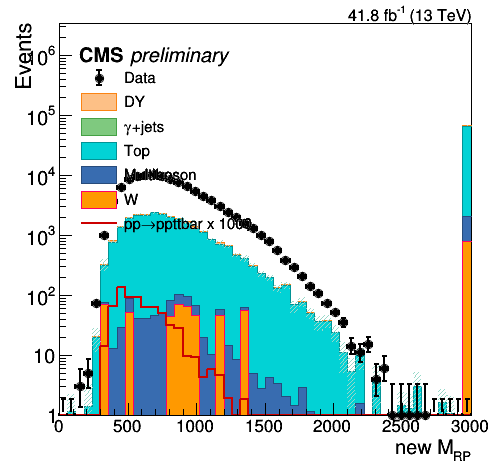 41.8 fb⁻¹ (13 TeV)
Events
CMS preliminary
Data
DY
γ+jets
Top
Multiboson
W
pp→ppttbar x 1000
10⁶
10⁵
10⁴
10³
10²
10
1
0 500 1000 1500 2000 2500 3000
new M_RP